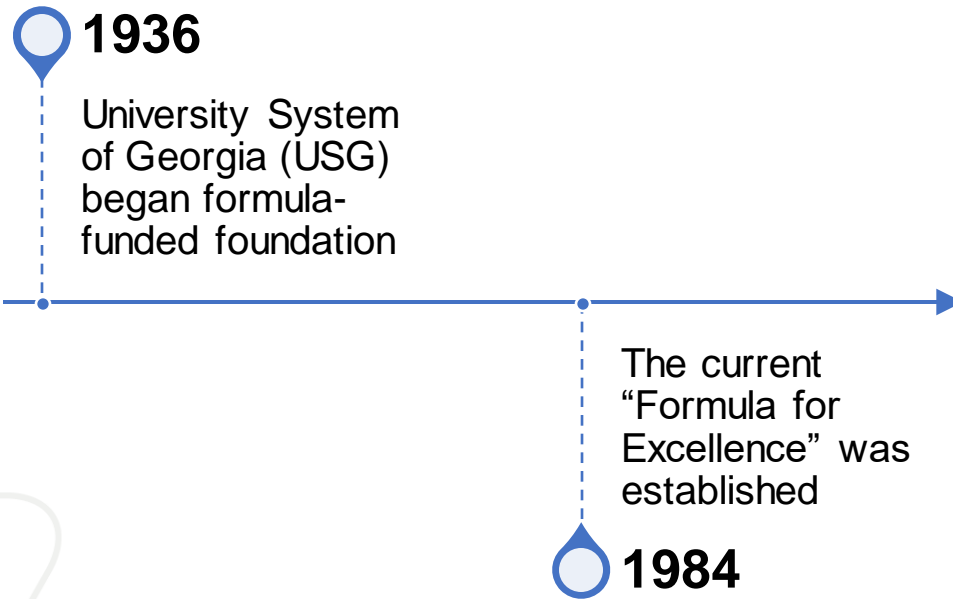 1936
University System
of Georgia (USG)
began formula-
funded foundation
The current
“Formula for
Excellence” was
established
1984